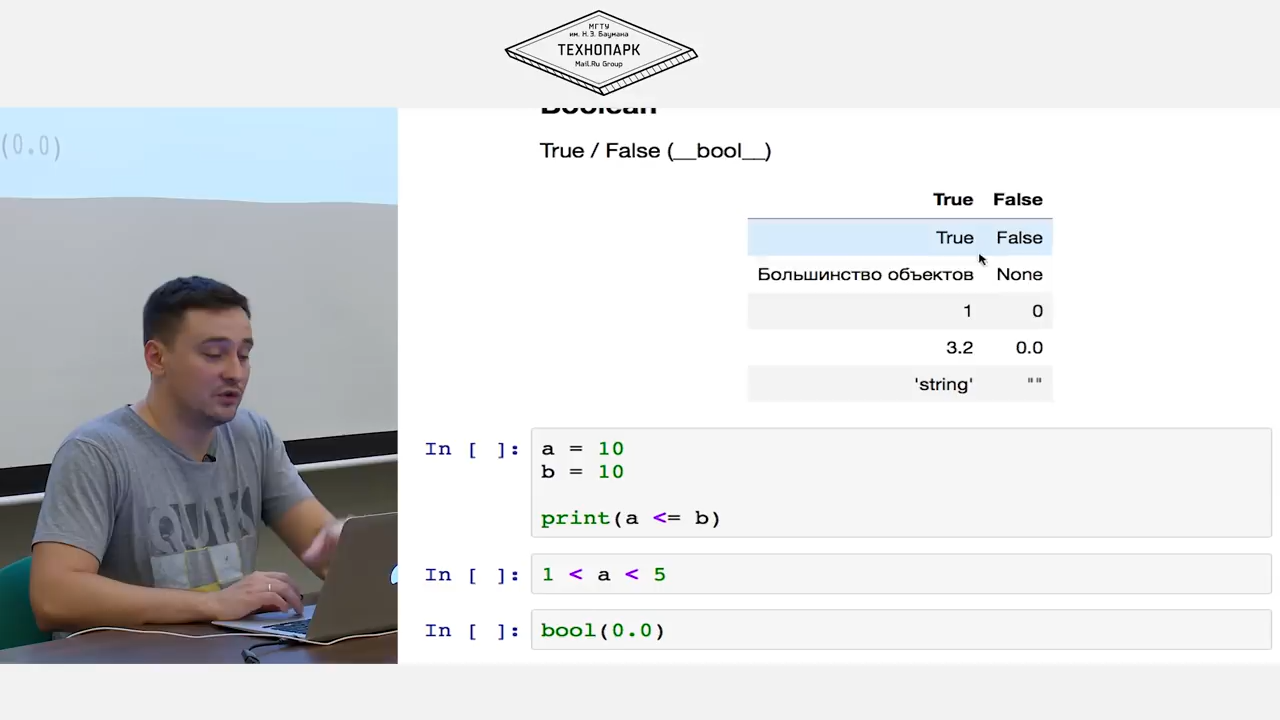 МГТУ
им. Н.Э. Баумана
ТЕХНОПАРК
Mail.Ru Group
(0.0)
Boolean
True / False (__bool__)
True False
True False
Большинство объектов None
1 0
3.2 0.0
'string' ""
In [ ]: a = 10
b = 10
print(a <= b)
In [ ]: 1 < a < 5
In [ ]: bool(0.0)